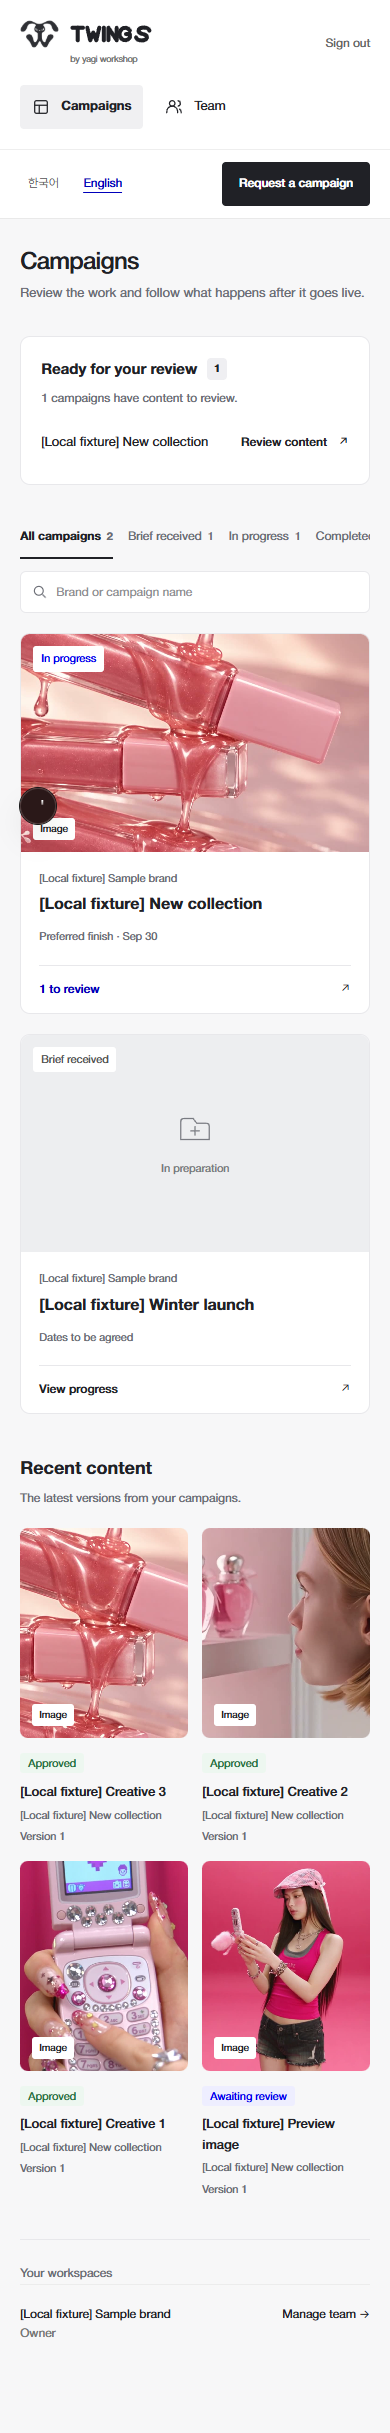 TWINGS
by yagi workshop
Sign out
Campaigns
Team
한국어
English
Request a campaign
Campaigns
Review the work and follow what happens after it goes live.
Ready for your review 1
1 campaigns have content to review.
[Local fixture] New collection
Review content ↗
All campaigns 2
Brief received 1
In progress 1
Complete
Brand or campaign name
In progress
Image
[Local fixture] Sample brand
[Local fixture] New collection
Preferred finish · Sep 30
1 to review ↗
Brief received
In preparation
[Local fixture] Sample brand
[Local fixture] Winter launch
Dates to be agreed
View progress ↗
Recent content
The latest versions from your campaigns.
Image
Approved
[Local fixture] Creative 3
[Local fixture] New collection
Version 1
Image
Approved
[Local fixture] Creative 2
[Local fixture] New collection
Version 1
Image
Approved
[Local fixture] Creative 1
[Local fixture] New collection
Version 1
Image
Awaiting review
[Local fixture] Preview
image
[Local fixture] New collection
Version 1
Your workspaces
[Local fixture] Sample brand
Owner
Manage team →